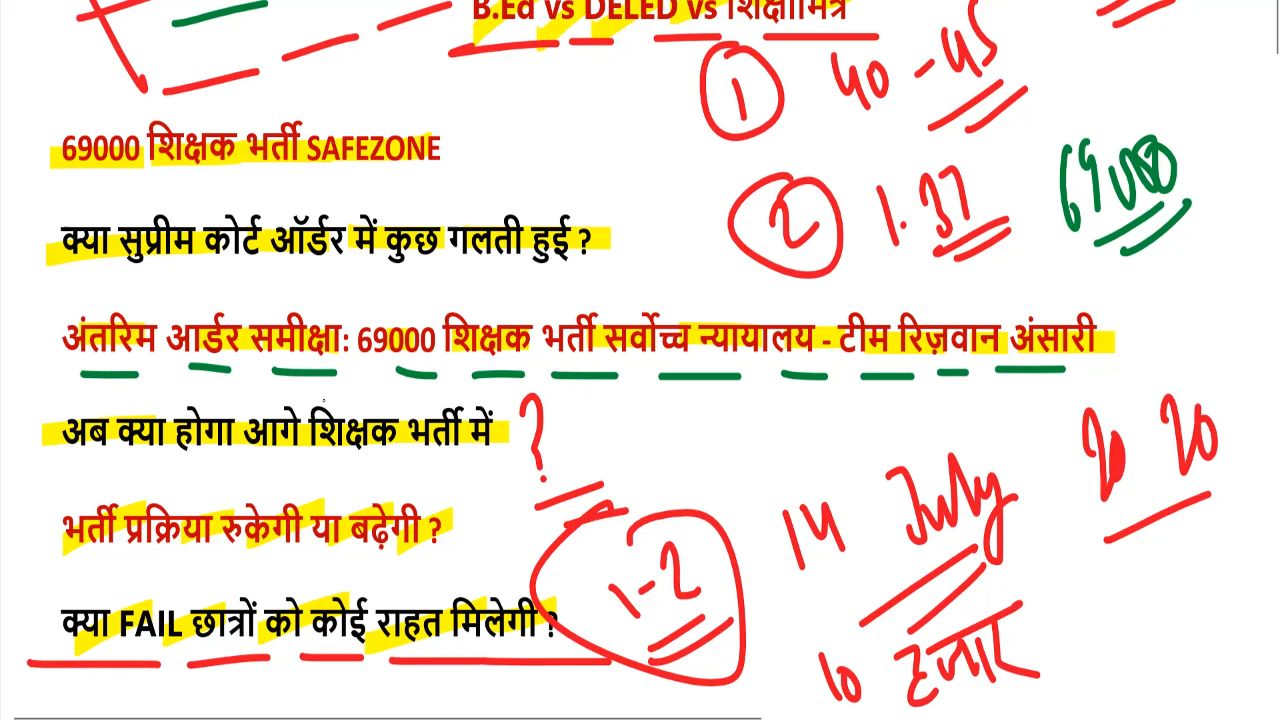 B.Ed vs DELED vs शिक्षामित्र
1 40-45
69000 शिक्षक भर्ती SAFEZONE
2 1.37 69000
क्या सुप्रीम कोर्ट ऑर्डर में कुछ गलती हुई ?
अंतरिम आर्डर समीक्षा: 69000 शिक्षक भर्ती सर्वोच्च न्यायालय - टीम रिज़वान अंसारी
अब क्या होगा आगे शिक्षक भर्ती में ?
14 July 2020
भर्ती प्रक्रिया रुकेगी या बढ़ेगी ?
1-2
क्या FAIL छात्रों को कोई राहत मिलेगी ?
10 हजार